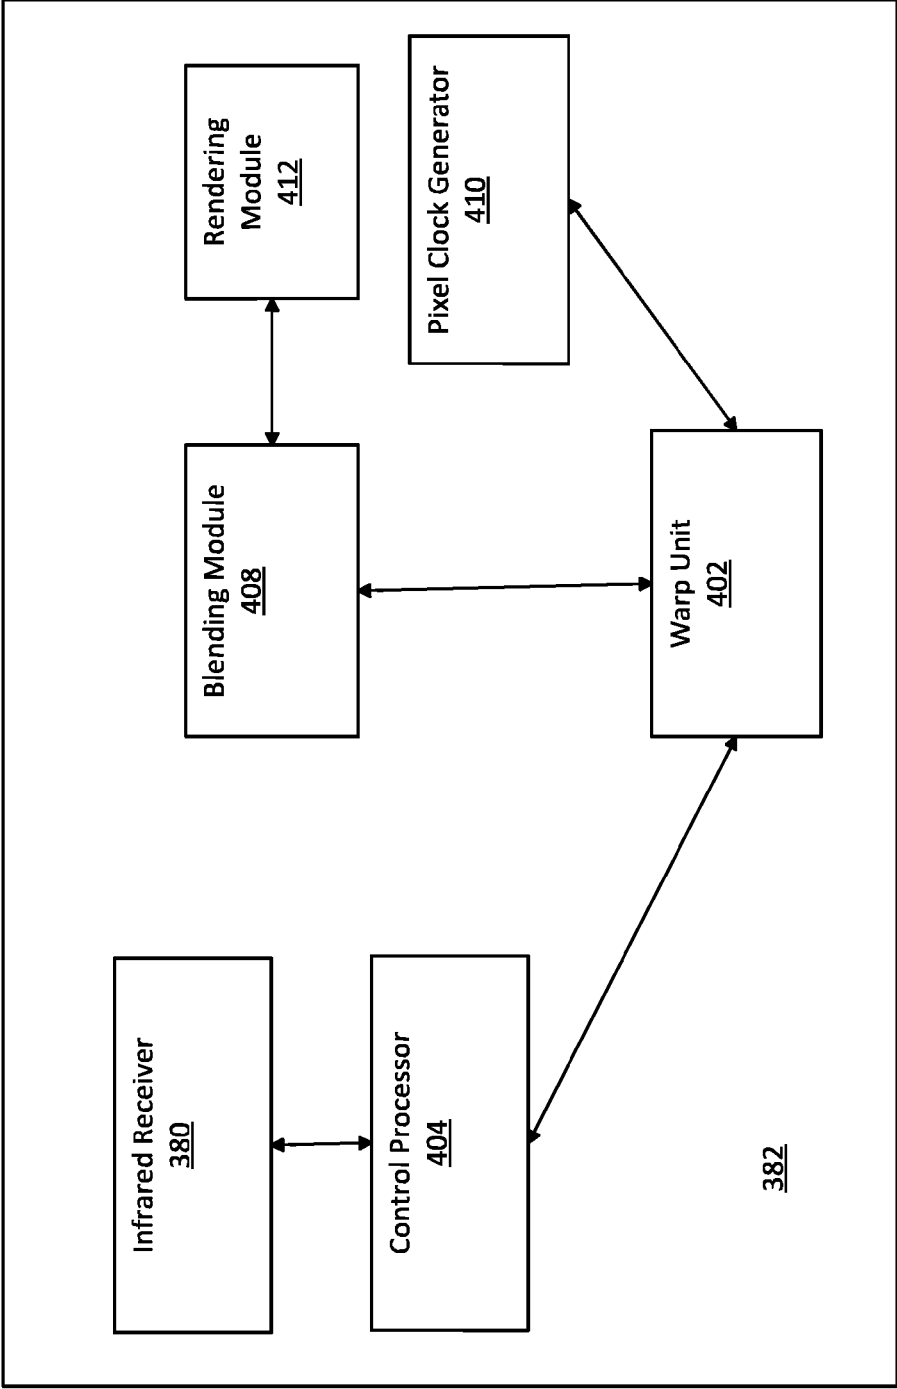 Infrared Receiver
380
Control Processor
404
Blending Module
408
Rendering
Module
412
Pixel Clock Generator
410
Warp Unit
402
382